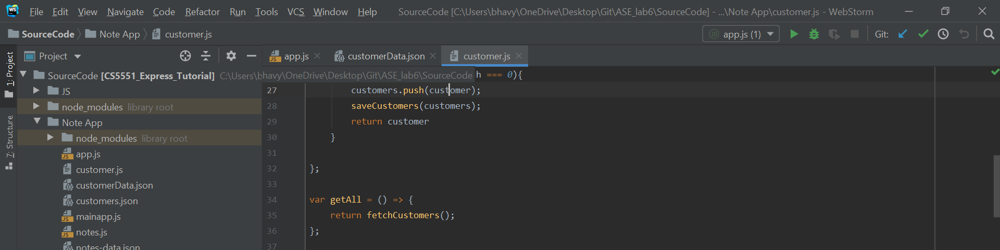 WS File Edit View Navigate Code Refactor Run Tools VCS Window Help SourceCode [C:\Users\bhavy\OneDrive\Desktop\Git\ASE_lab6\SourceCode] - ...\Note App\customer.js - WebStorm
SourceCode Note App customer.js app.js (1) Git:
1: Project
7: Structure
Project
SourceCode [CS5551_Express_Tutorial] C:\Users\bhavy\OneDrive\Desktop\Git\ASE_lab6\SourceCode
JS
node_modules library root
Note App
node_modules library root
app.js
customer.js
customerData.json
customers.json
mainapp.js
notes.js
notes-data.json
app.js customerData.json customer.js
h === 0){
27 customers.push(customer);
28 saveCustomers(customers);
29 return customer
30 }
31
32 };
33
34 var getAll = () => {
35 return fetchCustomers();
36 };
37